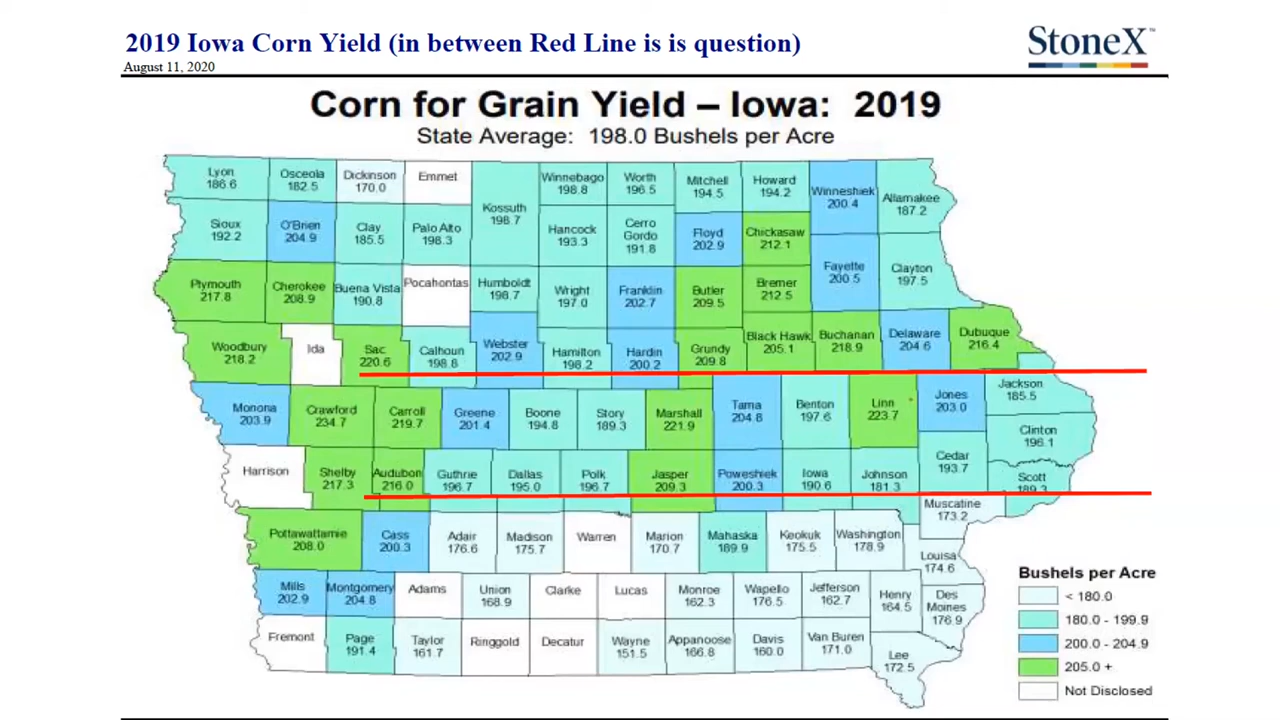 2019 Iowa Corn Yield (in between Red Line is is question)
August 11, 2020
StoneX™
Corn for Grain Yield – Iowa: 2019
State Average: 198.0 Bushels per Acre
Lyon 186.6
Osceola 182.5
Dickinson 170.0
Emmet
Kossuth 198.7
Winnebago 198.8
Worth 196.5
Mitchell 194.5
Howard 194.2
Winneshiek 200.4
Allamakee 187.2
Sioux 192.2
O'Brien 204.9
Clay 185.5
Palo Alto 198.3
Hancock 193.3
Cerro Gordo 191.8
Floyd 202.9
Chickasaw 212.1
Fayette 200.5
Clayton 197.5
Plymouth 217.8
Cherokee 208.9
Buena Vista 190.8
Pocahontas
Humboldt 198.7
Wright 197.0
Franklin 202.7
Butler 209.5
Bremer 212.5
Woodbury 218.2
Ida
Sac 220.6
Calhoun 198.8
Webster 202.9
Hamilton 198.2
Hardin 200.2
Grundy 209.8
Black Hawk 205.1
Buchanan 218.9
Delaware 204.6
Dubuque 216.4
Monona 203.9
Crawford 234.7
Carroll 219.7
Greene 201.4
Boone 194.8
Story 189.3
Marshall 221.9
Tama 204.8
Benton 197.6
Linn 223.7
Jones 203.0
Jackson 185.5
Clinton 196.1
Harrison
Shelby 217.3
Audubon 216.0
Guthrie 196.7
Dallas 195.0
Polk 196.7
Jasper 209.3
Poweshiek 200.3
Iowa 190.6
Johnson 181.3
Cedar 193.7
Scott 189.3
Muscatine 173.2
Pottawattamie 208.0
Cass 200.3
Adair 176.6
Madison 175.7
Warren
Marion 170.7
Mahaska 189.9
Keokuk 175.5
Washington 178.9
Louisa 174.6
Mills 202.9
Montgomery 204.8
Adams
Union 168.9
Clarke
Lucas
Monroe 162.3
Wapello 176.5
Jefferson 162.7
Henry 164.5
Des Moines 176.9
Fremont
Page 191.4
Taylor 161.7
Ringgold
Decatur
Wayne 151.5
Appanoose 166.8
Davis 160.0
Van Buren 171.0
Lee 172.5
Bushels per Acre
< 180.0
180.0 - 199.9
200.0 - 204.9
205.0 +
Not Disclosed